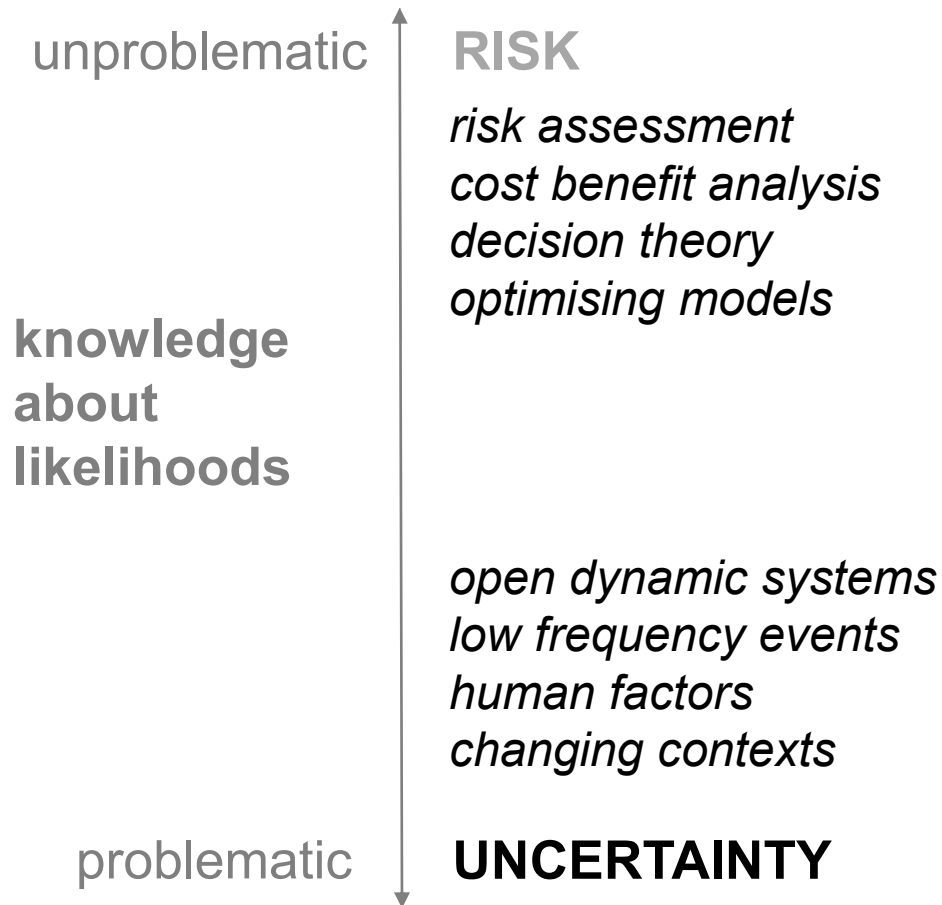 unproblematic
RISK
risk assessment
cost benefit analysis
decision theory
optimising models
knowledge
about
likelihoods
open dynamic systems
low frequency events
human factors
changing contexts
problematic
UNCERTAINTY